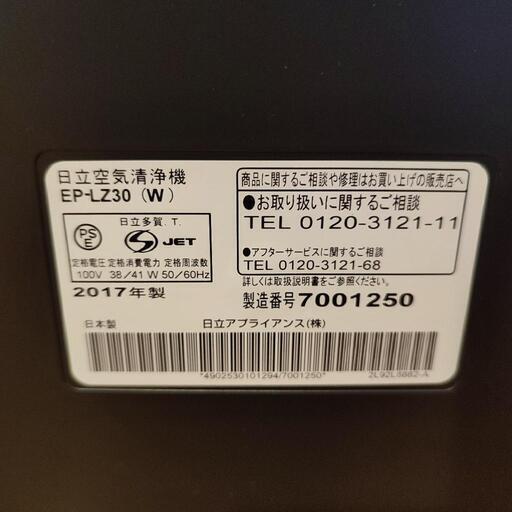 日立空気清浄機
EP-LZ30 (W)
日立多賀.T.
PS
E
JET
定格電圧 定格消費電力 定格周波数
100V 38/41 W 50/60Hz
2017年製
商品に関するご相談や修理はお買い上げの販売店へ
●お取り扱いに関するご相談
TEL 0120-3121-11
●アフターサービスに関するご相談
TEL 0120-3121-68
詳しくは取扱説明書をご参照ください。
製造番号7001250
日本製
日立アプライアンス(株)
*4902530101294/7001250*
2L92L8882-A